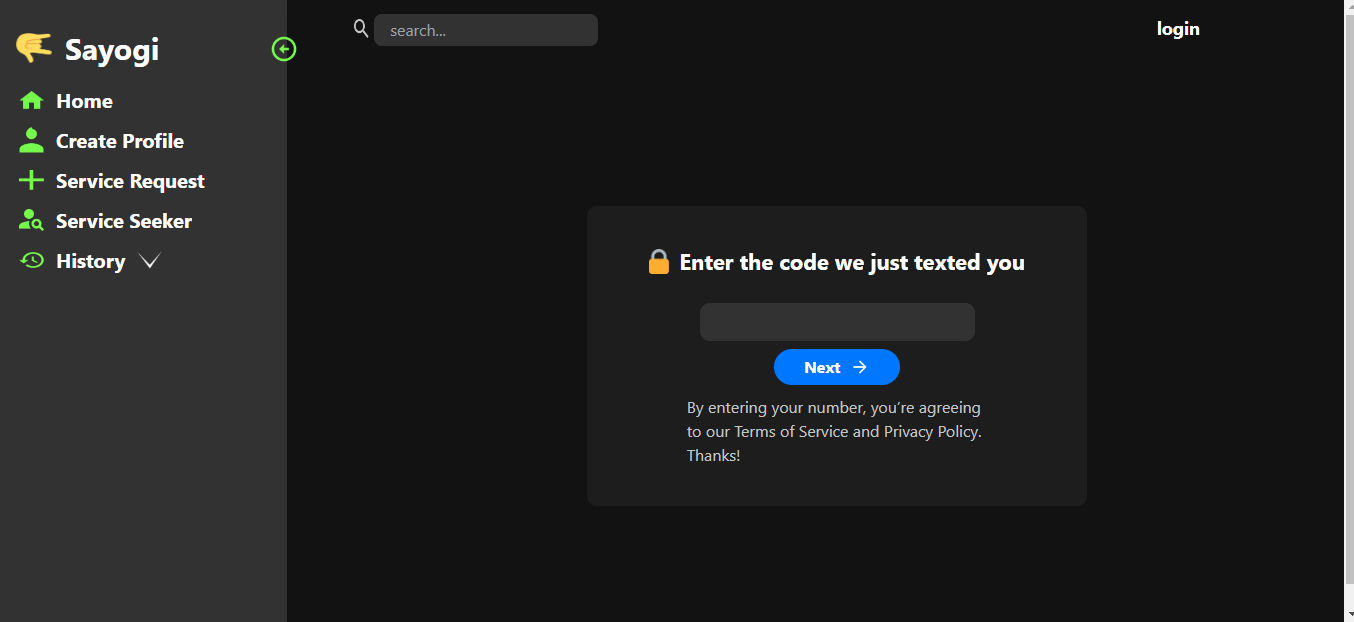 Sayogi
Home
Create Profile
Service Request
Service Seeker
History
search...
login
Enter the code we just texted you
Next
By entering your number, you’re agreeing
to our Terms of Service and Privacy Policy.
Thanks!